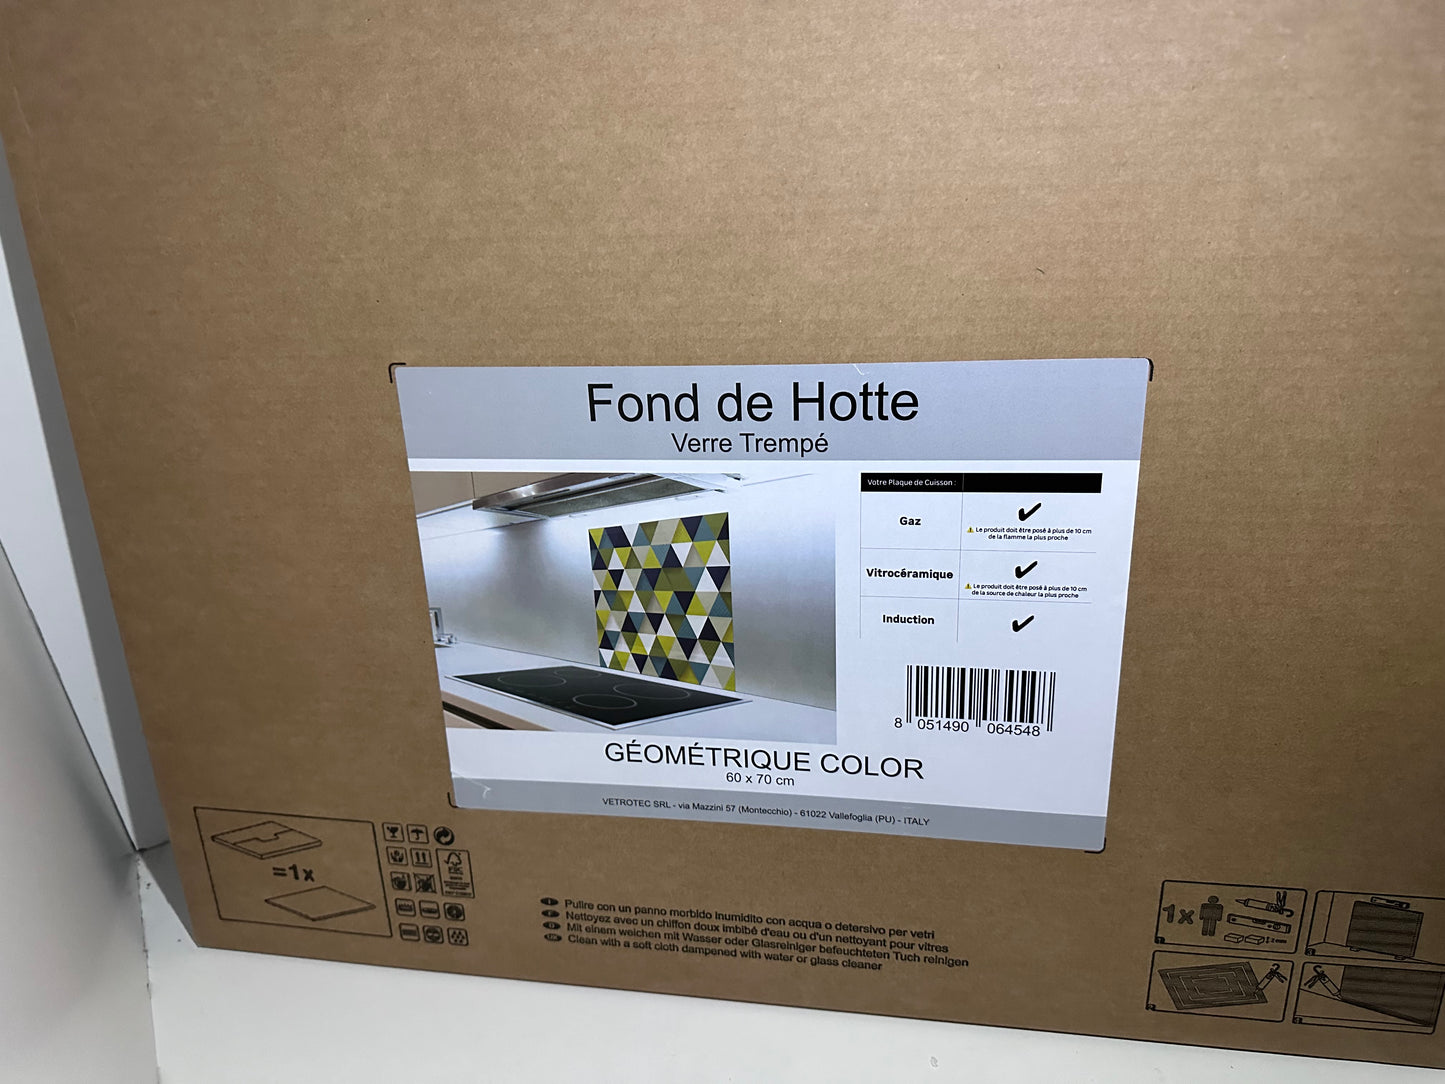 Fond de Hotte
Verre Trempé
Votre Plaque de Cuisson :
Gaz
Le produit doit être posé à plus de 10 cm
de la flamme la plus proche
Vitrocéramique
Le produit doit être posé à plus de 10 cm
de la source de chaleur la plus proche
Induction
8 051490 064548
GÉOMÉTRIQUE COLOR
60 x 70 cm
VETROTEC SRL - via Mazzini 57 (Montecchio) - 61022 Vallefoglia (PU) - ITALY
=1x
FSC
I Pulire con un panno morbido inumidito con acqua o detersivo per vetri
F Nettoyez avec un chiffon doux imbibé d'eau ou d'un nettoyant pour vitres
D Mit einem weichen mit Wasser oder Glasreiniger befeuchteten Tuch reinigen
UK Clean with a soft cloth dampened with water or glass cleaner
1x